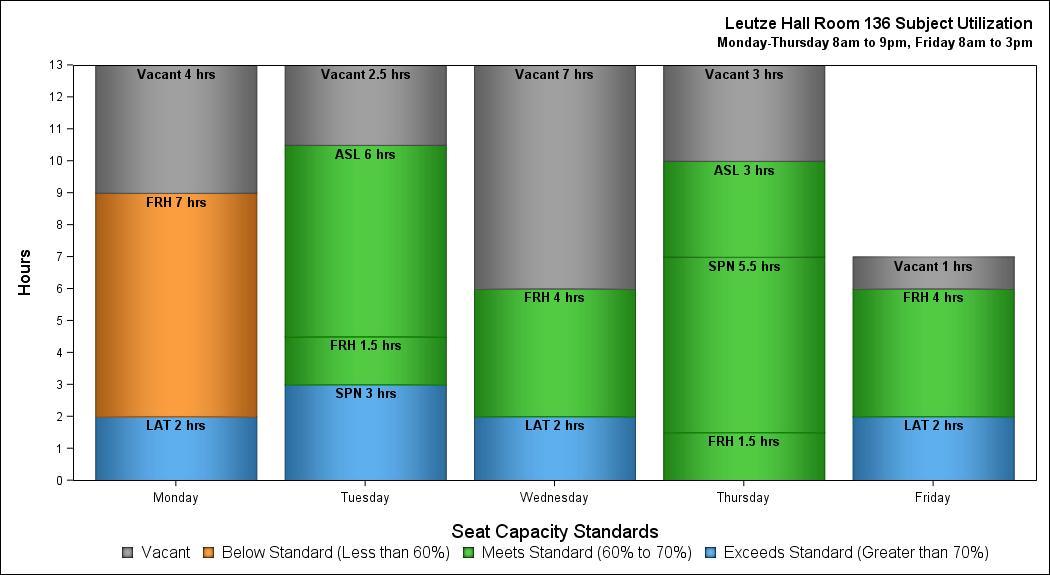 Leutze Hall Room 136 Subject Utilization
Monday-Thursday 8am to 9pm, Friday 8am to 3pm
13
12
11
10
9
8
7
6
5
4
3
2
1
0
Hours
Vacant 4 hrs
FRH 7 hrs
LAT 2 hrs
Vacant 2.5 hrs
ASL 6 hrs
FRH 1.5 hrs
SPN 3 hrs
Vacant 7 hrs
FRH 4 hrs
LAT 2 hrs
Vacant 3 hrs
ASL 3 hrs
SPN 5.5 hrs
FRH 1.5 hrs
Vacant 1 hrs
FRH 4 hrs
LAT 2 hrs
Monday Tuesday Wednesday Thursday Friday
Seat Capacity Standards
Vacant Below Standard (Less than 60%) Meets Standard (60% to 70%) Exceeds Standard (Greater than 70%)